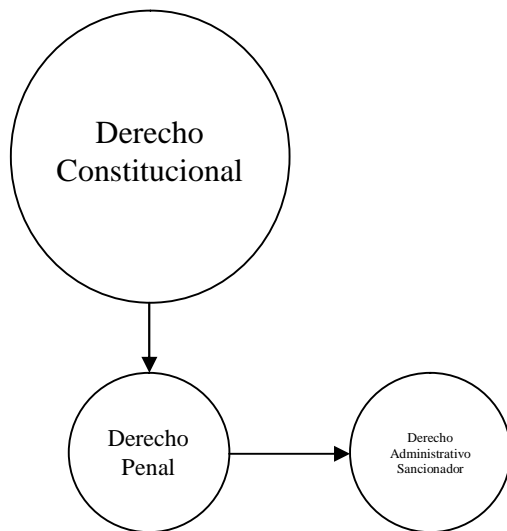 Derecho
Constitucional
Derecho
Penal
Derecho
Administrativo
Sancionador